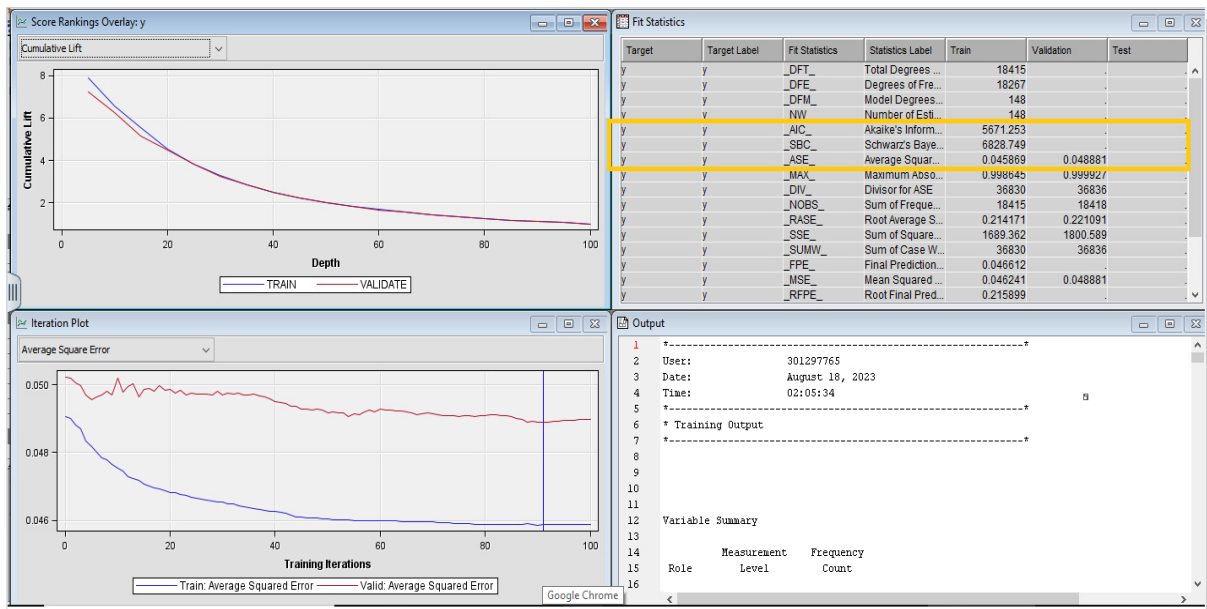 Score Rankings Overlay: y
Cumulative Lift
8
6
4
2
Cumulative Lift
0 20 40 60 80 100
Depth
TRAIN VALIDATE
Fit Statistics
Target Target Label Fit Statistics Statistics Label Train Validation Test
y y _DFT_ Total Degrees ... 18415 . .
y y _DFE_ Degrees of Fre... 18267 . .
y y _DFM_ Model Degrees... 148 . .
y y _NW_ Number of Esti... 148 . .
y y _AIC_ Akaike's Inform... 5671.253 . .
y y _SBC_ Schwarz's Baye... 6828.749 . .
y y _ASE_ Average Squar... 0.045869 0.048881 .
y y _MAX_ Maximum Abso... 0.998645 0.999927 .
y y _DIV_ Divisor for ASE 36830 36836 .
y y _NOBS_ Sum of Freque... 18415 18418 .
y y _RASE_ Root Average S... 0.214171 0.221091 .
y y _SSE_ Sum of Square... 1689.362 1800.589 .
y y _SUMW_ Sum of Case W... 36830 36836 .
y y _FPE_ Final Prediction... 0.046612 . .
y y _MSE_ Mean Squared ... 0.046241 0.048881 .
y y _RFPE_ Root Final Pred... 0.215899 . .
Iteration Plot
Average Square Error
0.050
0.048
0.046
0 20 40 60 80 100
Training Iterations
Train: Average Squared Error Valid: Average Squared Error
Google Chrome
Output
1 *------------------------------------------------------------*
2 User: 301297765
3 Date: August 18, 2023
4 Time: 02:05:34
5 *------------------------------------------------------------*
6 * Training Output
7 *------------------------------------------------------------*
8
9
10
11
12 Variable Summary
13
14 Measurement Frequency
15 Role Level Count
16